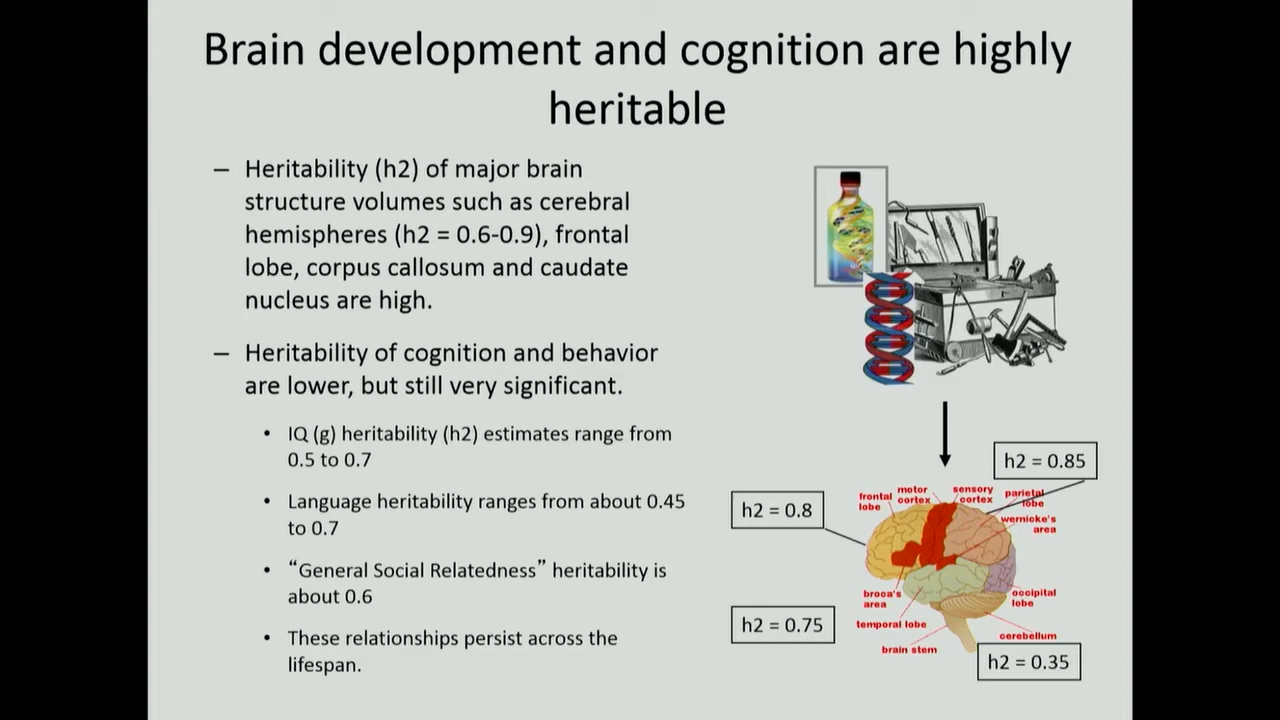 Brain development and cognition are highly
heritable
– Heritability (h2) of major brain
structure volumes such as cerebral
hemispheres (h2 = 0.6-0.9), frontal
lobe, corpus callosum and caudate
nucleus are high.
– Heritability of cognition and behavior
are lower, but still very significant.
• IQ (g) heritability (h2) estimates range from
0.5 to 0.7
• Language heritability ranges from about 0.45
to 0.7
• “General Social Relatedness” heritability is
about 0.6
• These relationships persist across the
lifespan.
h2 = 0.85
h2 = 0.8
frontal
lobe
motor
cortex
sensory
cortex
parietal
lobe
wernicke's
area
broca's
area
occipital
lobe
h2 = 0.75
temporal lobe
cerebellum
brain stem
h2 = 0.35